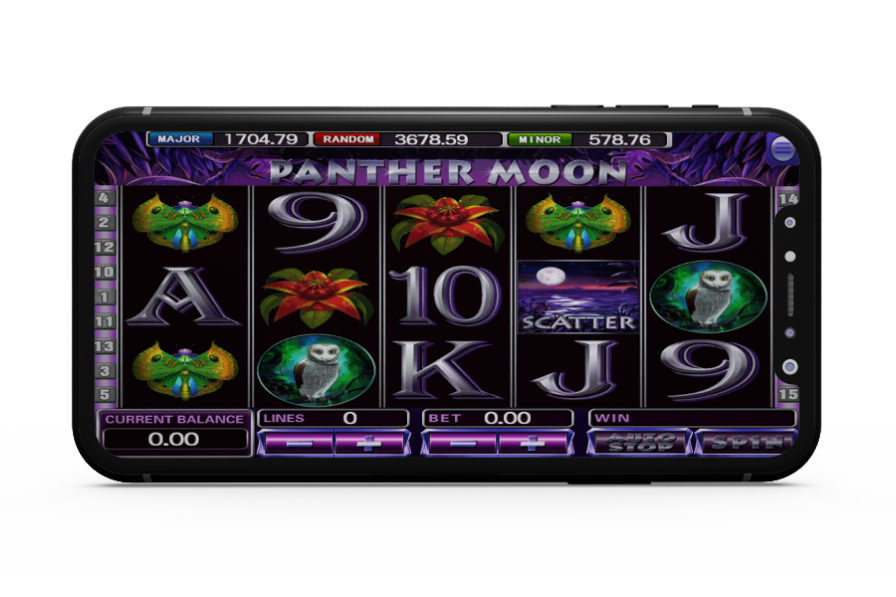 MAJOR 1704.79 RANDOM 3678.59 MINOR 578.76
PANTHER MOON
4 14
2
12
10
1
11
13
3
5 15
9 J
A 10 SCATTER
K J 9
CURRENT BALANCE LINES 0 BET 0.00 WIN
0.00 AUTO STOP SPIN